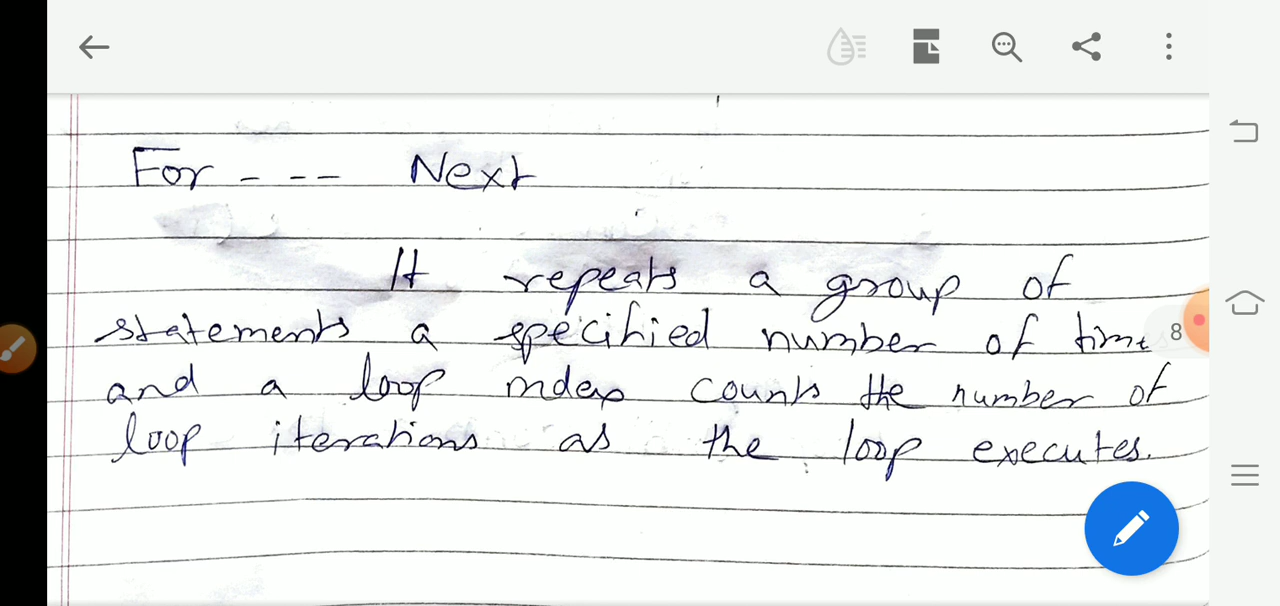 For - - - Next
It repeats a group of
statements a specified number of time
8
and a loop index counts the number of
loop iterations as the loop executes.